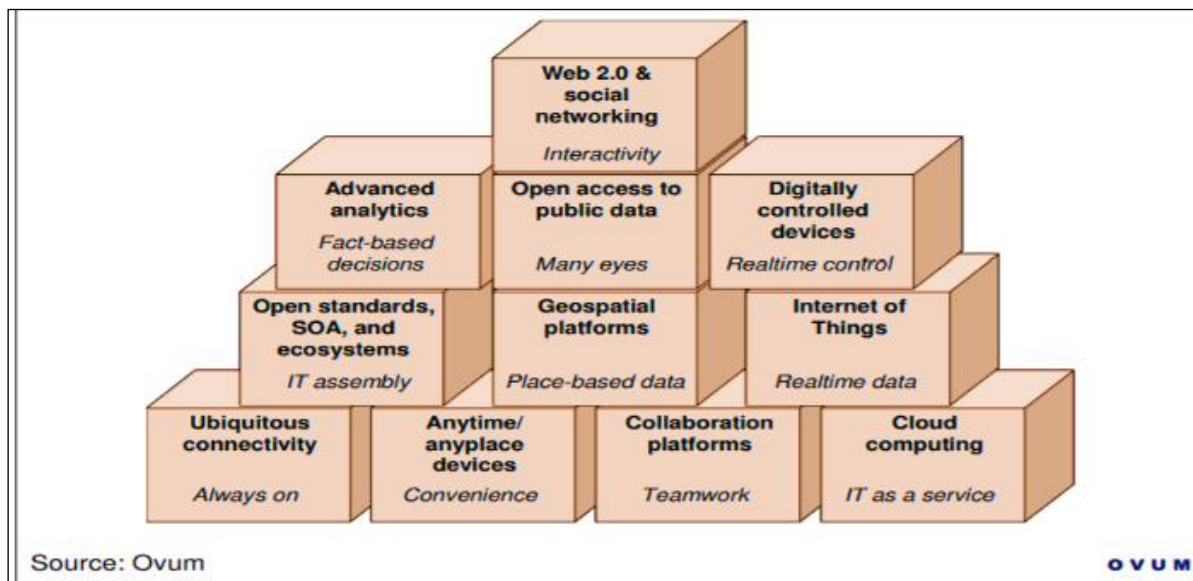 Web 2.0 &
social
networking
Interactivity
Advanced
analytics
Fact-based
decisions
Open access to
public data
Many eyes
Digitally
controlled
devices
Realtime control
Open standards,
SOA, and
ecosystems
IT assembly
Geospatial
platforms
Place-based data
Internet of
Things
Realtime data
Ubiquitous
connectivity
Always on
Anytime/
anyplace
devices
Convenience
Collaboration
platforms
Teamwork
Cloud
computing
IT as a service
Source: Ovum
OVUM